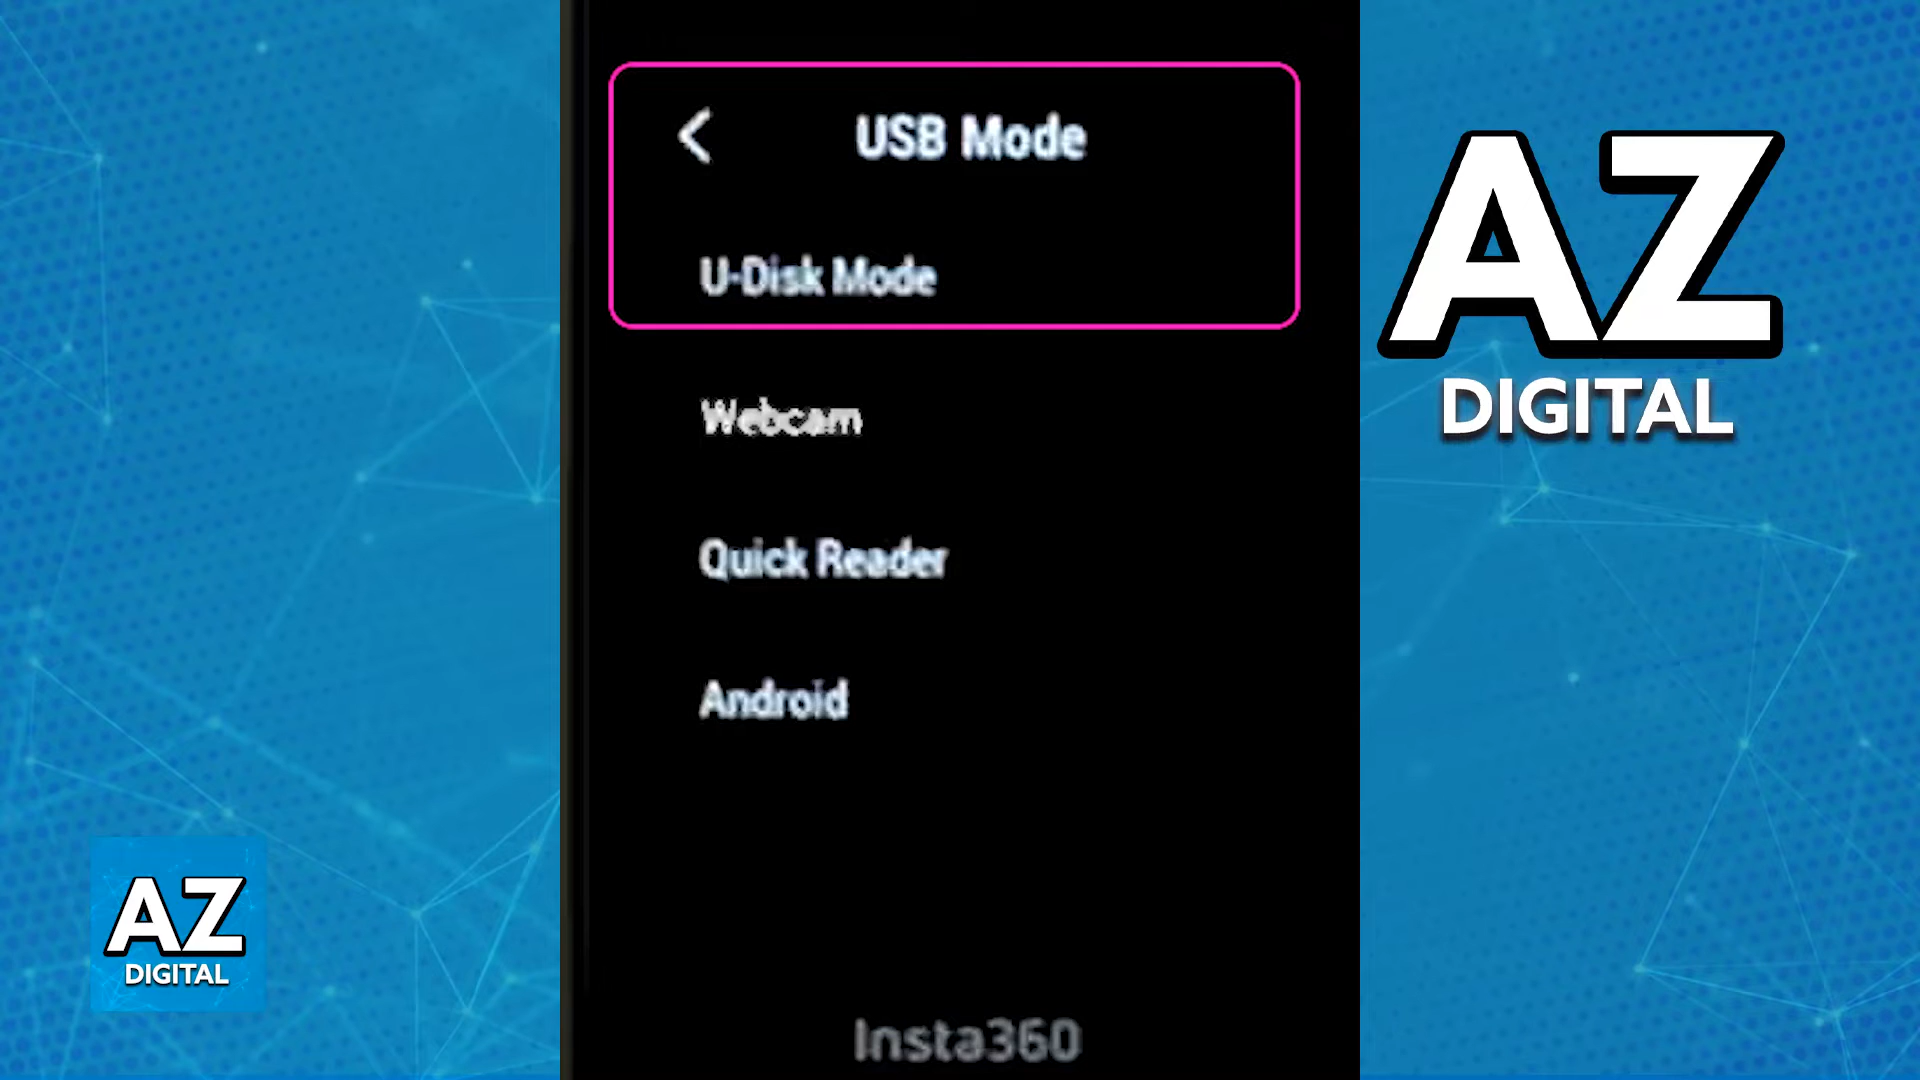 USB Mode
U-Disk Mode
Webcam
Quick Reader
Android
Insta360
AZ
DIGITAL
AZ
DIGITAL